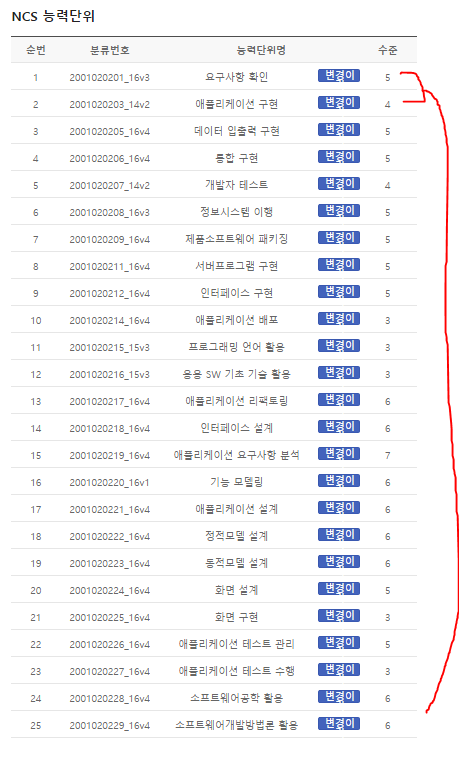 NCS 능력단위
순번 분류번호 능력단위명 수준
1 2001020201_16v3 요구사항 확인 변경이 5
2 2001020203_14v2 애플리케이션 구현 변경이 4
3 2001020205_16v4 데이터 입출력 구현 변경이 5
4 2001020206_16v4 통합 구현 변경이 5
5 2001020207_14v2 개발자 테스트 변경이 4
6 2001020208_16v3 정보시스템 이행 변경이 5
7 2001020209_16v4 제품소프트웨어 패키징 변경이 5
8 2001020211_16v4 서버프로그램 구현 변경이 5
9 2001020212_16v4 인터페이스 구현 변경이 5
10 2001020214_16v4 애플리케이션 배포 변경이 3
11 2001020215_15v3 프로그래밍 언어 활용 변경이 3
12 2001020216_15v3 응용 SW 기초 기술 활용 변경이 3
13 2001020217_16v4 애플리케이션 리팩토링 변경이 6
14 2001020218_16v4 인터페이스 설계 변경이 6
15 2001020219_16v4 애플리케이션 요구사항 분석 변경이 7
16 2001020220_16v1 기능 모델링 변경이 6
17 2001020221_16v4 애플리케이션 설계 변경이 6
18 2001020222_16v4 정적모델 설계 변경이 6
19 2001020223_16v4 동적모델 설계 변경이 6
20 2001020224_16v4 화면 설계 변경이 5
21 2001020225_16v4 화면 구현 변경이 3
22 2001020226_16v4 애플리케이션 테스트 관리 변경이 5
23 2001020227_16v4 애플리케이션 테스트 수행 변경이 3
24 2001020228_16v4 소프트웨어공학 활용 변경이 6
25 2001020229_16v4 소프트웨어개발방법론 활용 변경이 6